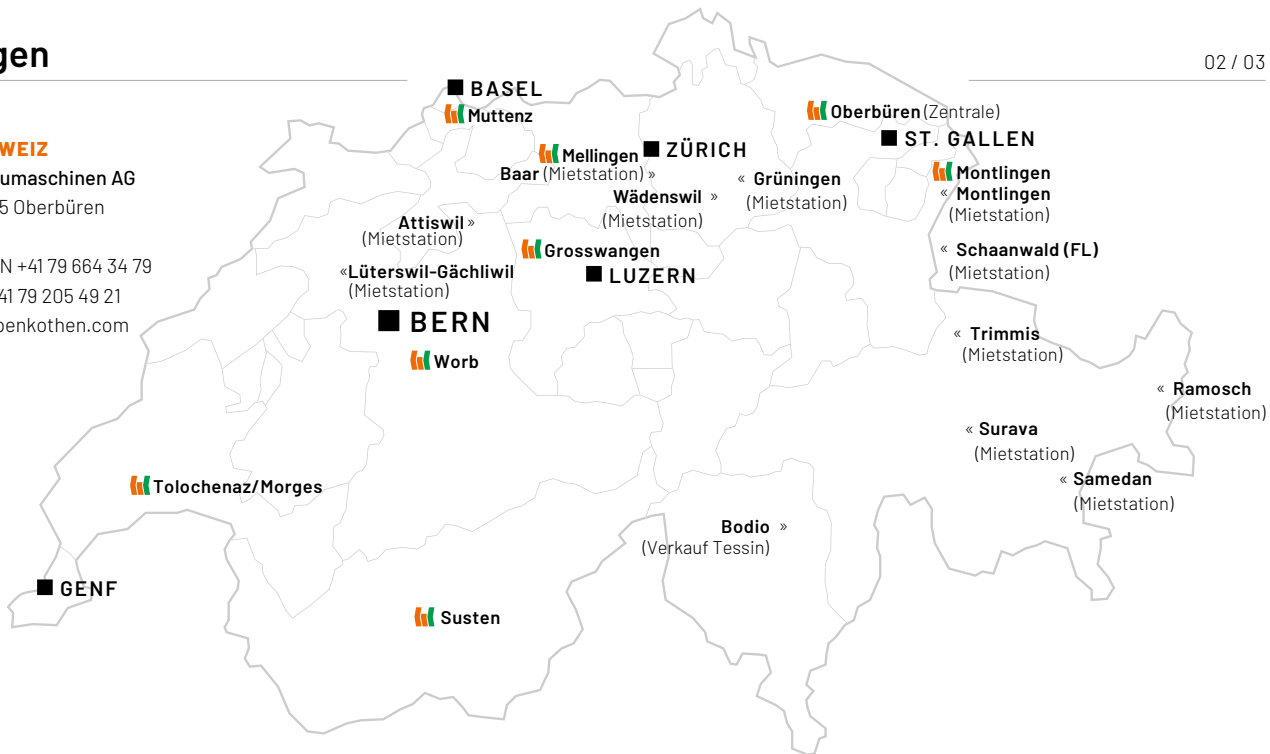 gen
02 / 03
WEIZ
umaschinen AG
5 Oberbüren
N +41 79 664 34 79
41 79 205 49 21
penkothen.com
BASEL
Muttenz
Oberbüren (Zentrale)
ST. GALLEN
Mellingen
ZÜRICH
Baar (Mietstation) »
Wädenswil »
(Mietstation)
« Grüningen
(Mietstation)
Montlingen
« Montlingen
(Mietstation)
Attiswil »
(Mietstation)
Grosswangen
« Schaanwald (FL)
(Mietstation)
«Lüterswil-Gächliwil
(Mietstation)
LUZERN
BERN
Worb
« Trimmis
(Mietstation)
« Ramosch
(Mietstation)
« Surava
(Mietstation)
« Samedan
(Mietstation)
Tolochenaz/Morges
Bodio »
(Verkauf Tessin)
GENF
Susten